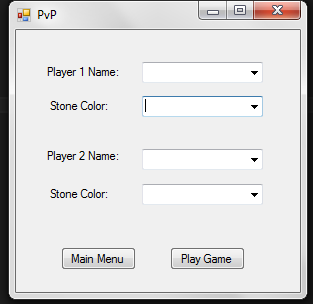 PvP
Player 1 Name:
Stone Color:
Player 2 Name:
Stone Color:
Main Menu Play Game